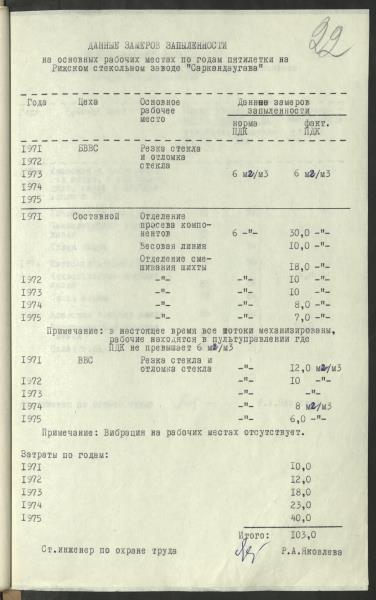 22
ДАННЫЕ ЗАМЕРОВ ЗАПЫЛЕННОСТИ
на основных рабочих местах по годам пятилетки на
Рижском стекольном заводе "Саркандаугава"
Года Цеха Основное Данные замеров
рабочее запыленности
место норма факт.
ПДК ПДК
1971 БВВС Резка стекла
1972 и отломка
1973 стекла 6 мг/м3 6 мг/м3
1974
1975
1971 Составной Отделение
просева компо-
нентов 6 -"- 30,0 -"-
Весовая линия 10,0 -"-
Отделение сме-
шивания шихты 18,0 -"-
1972 -"- -"- 10 -"-
1973 -"- -"- 10 -"-
1974 -"- -"- 8,0 -"-
1975 -"- -"- 7,0 -"-
Примечание: в настоящее время все потоки механизированы,
рабочие находятся в пультуправлении где
ПДК не превышает 6 мг/м3
1971 ВВС Резка стекла и
отломка стекла -"- 12,0 мг/м3
1972 -"- -"- 10 -"-
1973 -"- -"- -"-
1974 -"- -"- 8 мг/м3
1975 -"- -"- 6,0 -"-
Примечание: Вибрация на рабочих местах отсутствует.
Затраты по годам:
1971 10,0
1972 12,0
1973 18,0
1974 23,0
1975 40,0
Итого: 103,0
Ст.инженер по охране труда Р.А.Яковлева